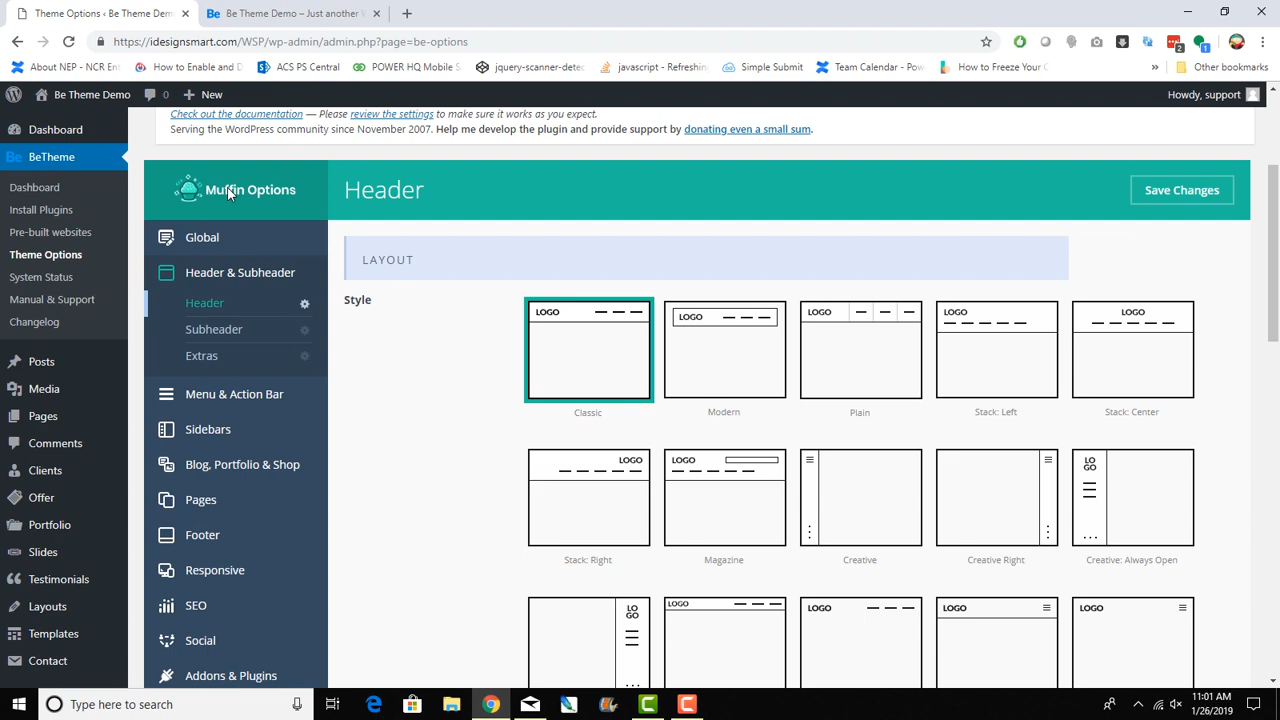 Theme Options ‹ Be Theme Demo
Be Theme Demo – Just another W
https://idesignsmart.com/WSP/wp-admin/admin.php?page=be-options
2
1
About NEP - NCR Ent
How to Enable and D
ACS PS Central
POWER HQ Mobile S
jquery-scanner-detec
javascript - Refreshing
Simple Submit
Team Calendar - Pow
How to Freeze Your C
»
Other bookmarks
Be Theme Demo
0
New
Howdy, support
Check out the documentation — Please review the settings to make sure it works as you expect.
Serving the WordPress community since November 2007. Help me develop the plugin and provide support by donating even a small sum.
Dashboard
BeTheme
Dashboard
Install Plugins
Pre-built websites
Theme Options
System Status
Manual & Support
Changelog
Posts
Media
Pages
Comments
Clients
Offer
Portfolio
Slides
Testimonials
Layouts
Templates
Contact
Muffin Options
Global
Header & Subheader
Header
Subheader
Extras
Menu & Action Bar
Sidebars
Blog, Portfolio & Shop
Pages
Footer
Responsive
SEO
Social
Addons & Plugins
Header
Save Changes
LAYOUT
Style
LOGO
LOGO
LOGO
LOGO
LOGO
Classic
Modern
Plain
Stack: Left
Stack: Center
LOGO
LOGO
LO
GO
Stack: Right
Magazine
Creative
Creative Right
Creative: Always Open
LO
GO
LOGO
LOGO
LOGO
LOGO
Type here to search
11:01 AM
1/26/2019